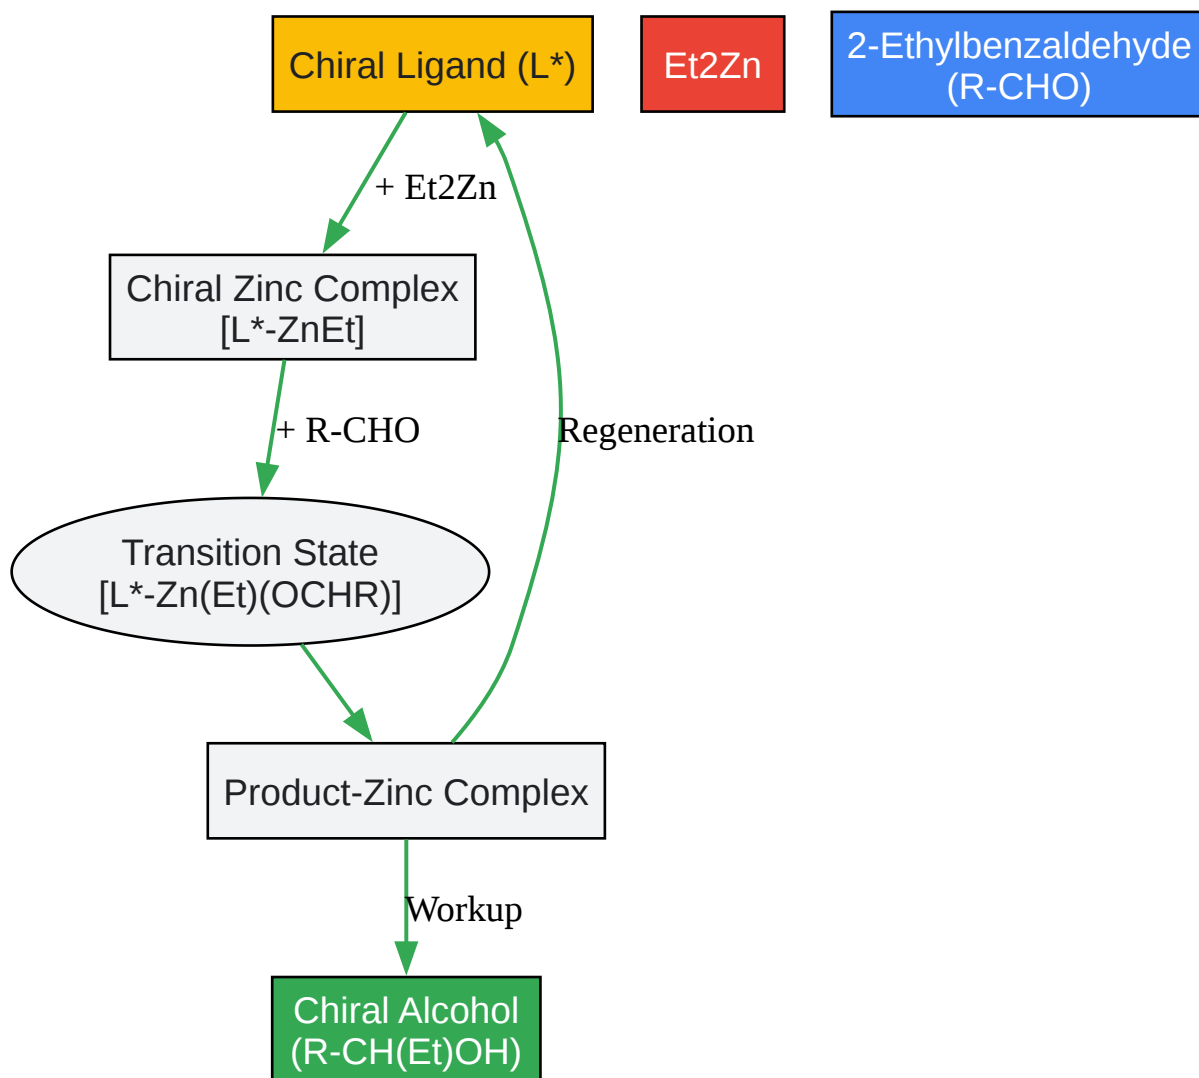 Chiral Ligand (L*)
Et2Zn
2-Ethylbenzaldehyde
(R-CHO)
+ Et2Zn
Chiral Zinc Complex
[L*-ZnEt]
+ R-CHO
Regeneration
Transition State
[L*-Zn(Et)(OCHR)]
Product-Zinc Complex
Workup
Chiral Alcohol
(R-CH(Et)OH)